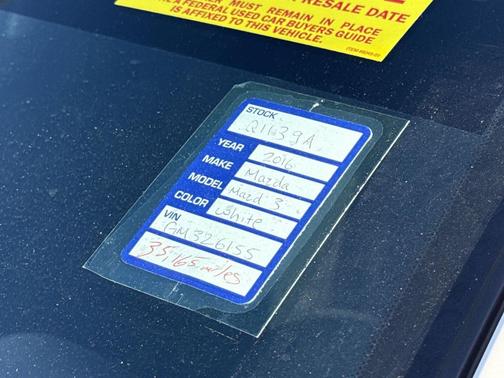 RESALE DATE
MUST REMAIN IN PLACE
A FEDERAL USED CAR BUYERS GUIDE
IS AFFIXED TO THIS VEHICLE.
STOCK
Q1139A
YEAR 2016
MAKE Mazda
MODEL Mazd 3
COLOR White
VIN
GM326155
35,165 miles